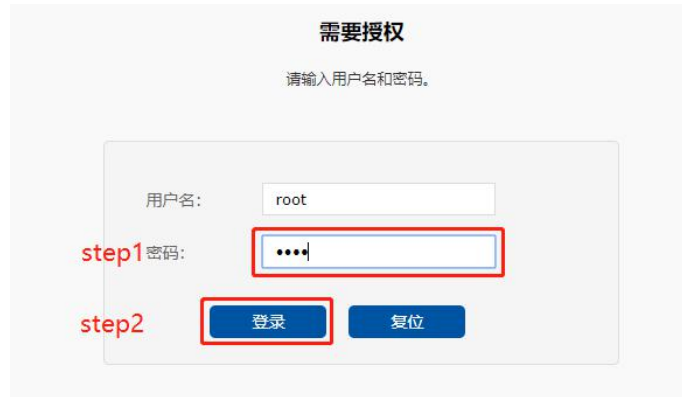 需要授权
请输入用户名和密码。
用户名: root
step1 密码: ••••
step2 登录 复位